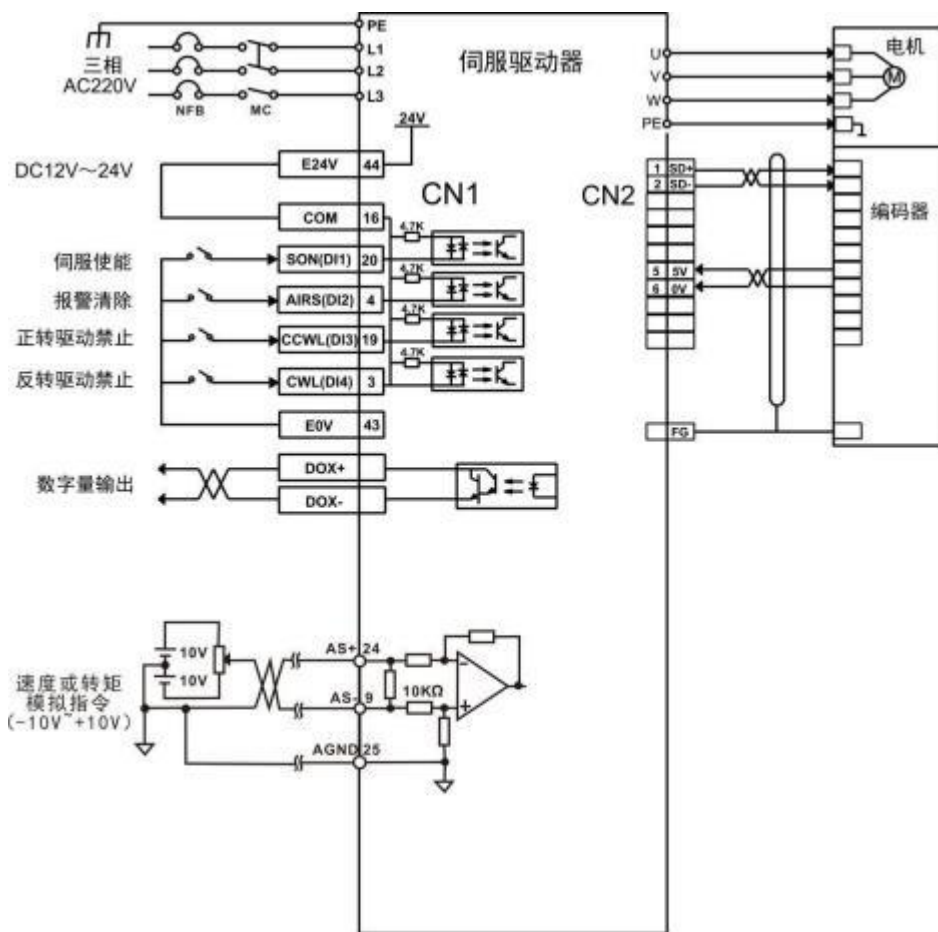 PE
L1
L2
L3
三相
AC220V
NFB
MC
伺服驱动器
U
V
W
PE
电机
M
24V
DC12V～24V
E24V
44
COM
16
CN1
4.7K
伺服使能
SON(DI1)
20
4.7K
报警清除
AIRS(DI2)
4
4.7K
正转驱动禁止
CCWL(DI3)
19
4.7K
反转驱动禁止
CWL(DI4)
3
E0V
43
CN2
1
SD+
2
SD-
5
5V
6
0V
FG
编码器
数字量输出
DOX+
DOX-
10V
10V
速度或转矩
模拟指令
(-10V~+10V)
AS+
24
AS-
9
10KΩ
AGND
25